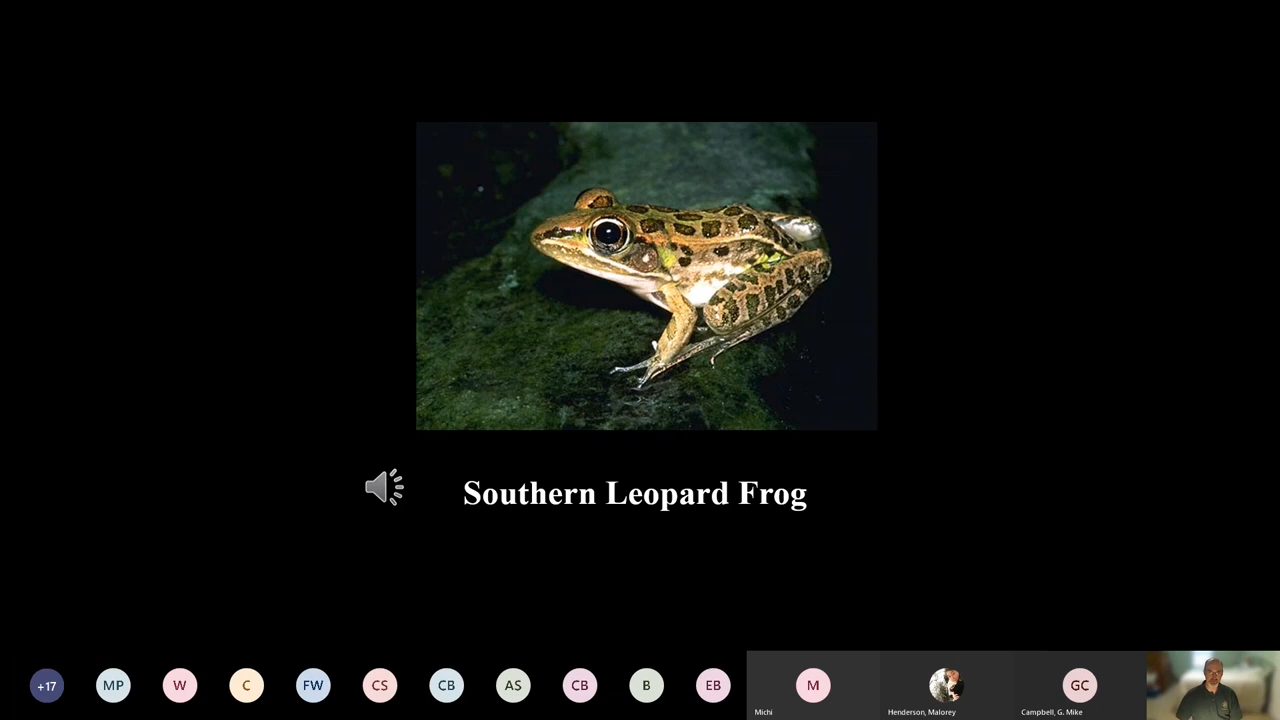 Southern Leopard Frog
+17
MP
W
C
FW
CS
CB
AS
CB
B
EB
M
GC
Michi
Henderson, Malorey
Campbell, G. Mike